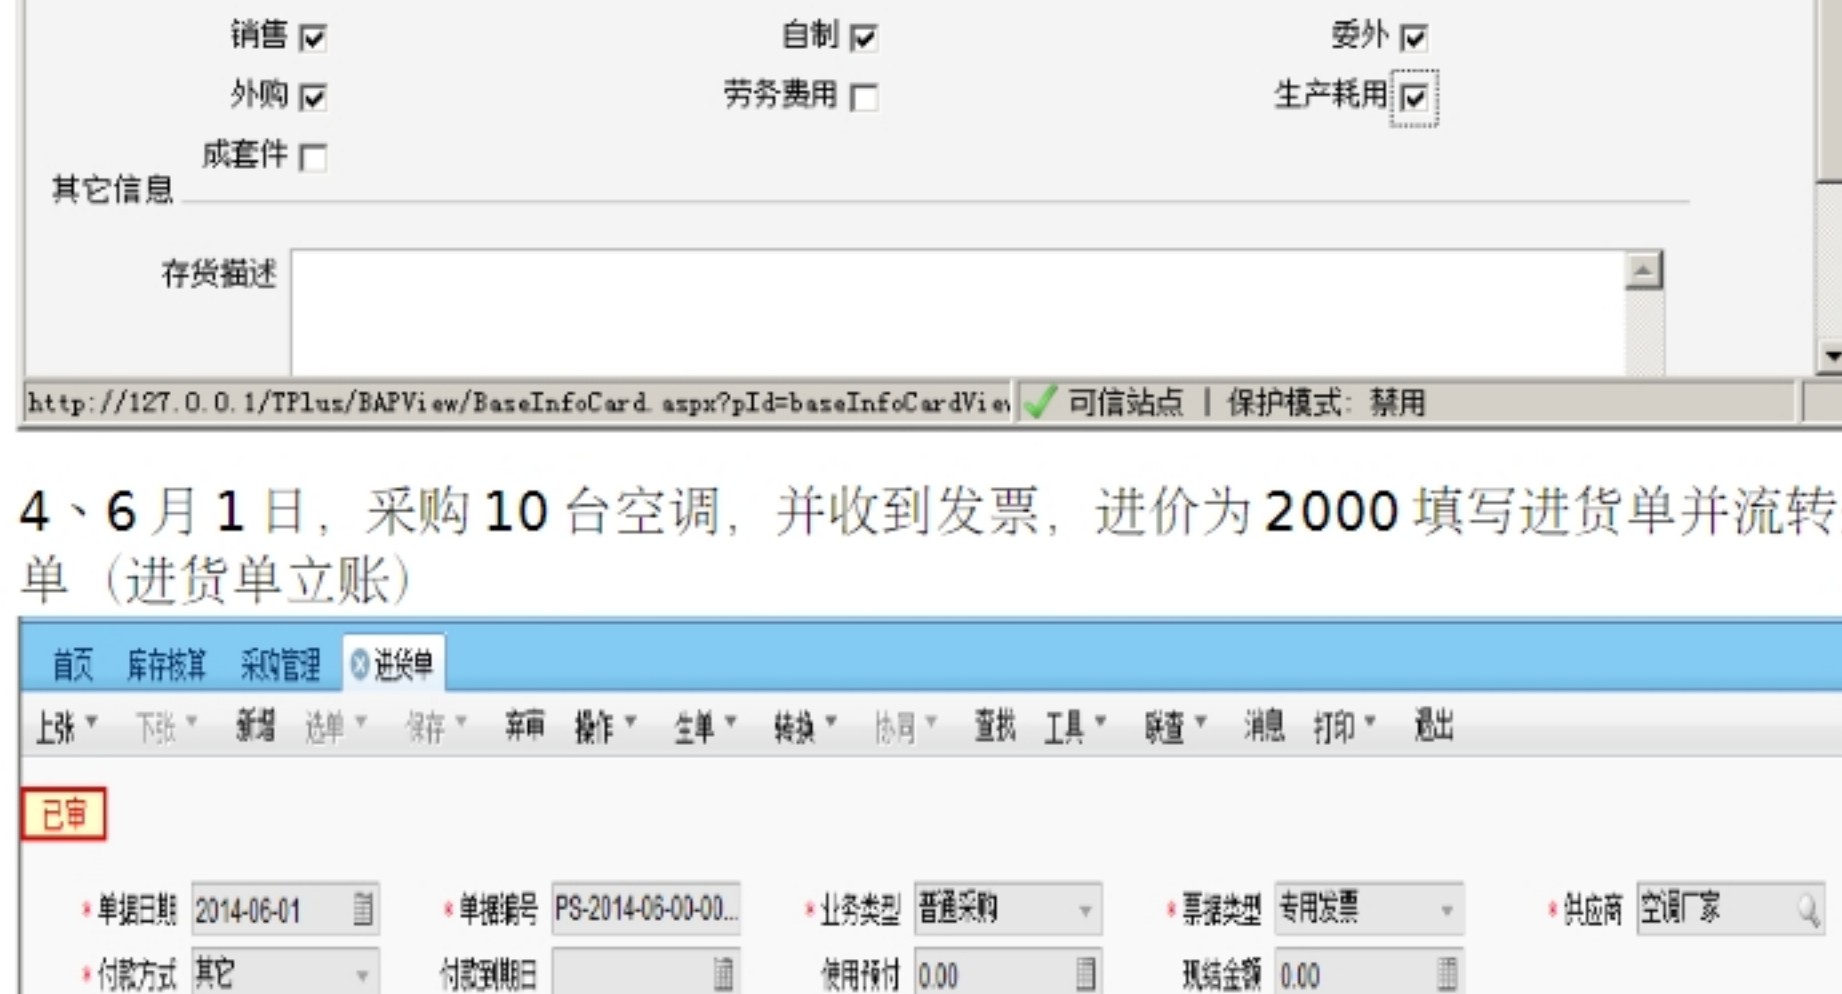 销售 自制 委外
外购 劳务费用 生产耗用
成套件
其它信息
存货描述
http://127.0.0.1/TPlus/BAPView/BaseInfoCard.aspx?pId=baseInfoCardView 可信站点 | 保护模式: 禁用
4、6月1日，采购10台空调，并收到发票，进价为2000填写进货单并流转
单（进货单立账）
首页 库存核算 采购管理 进货单
上张 下张 新增 选单 保存 弃审 操作 生单 转换 协同 查找 工具 联查 消息 打印 退出
已审
*单据日期 2014-06-01 *单据编号 PS-2014-06-00-00... *业务类型 普通采购 *票据类型 专用发票 *供应商 空调厂家
*付款方式 其它 付款到期日 使用预付 0.00 现结金额 0.00